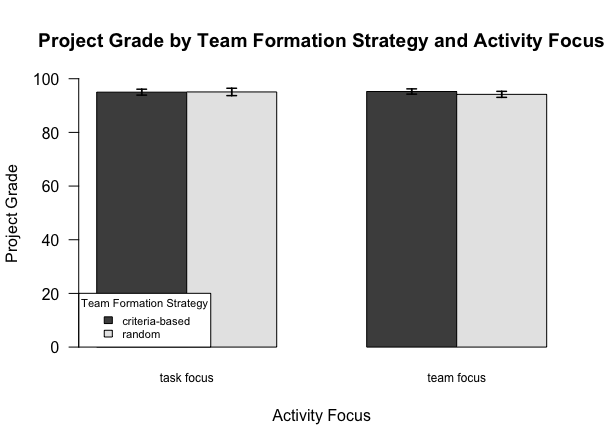 Project Grade by Team Formation Strategy and Activity Focus
Project Grade
100
80
60
40
20
0
Team Formation Strategy
criteria-based
random
task focus
team focus
Activity Focus